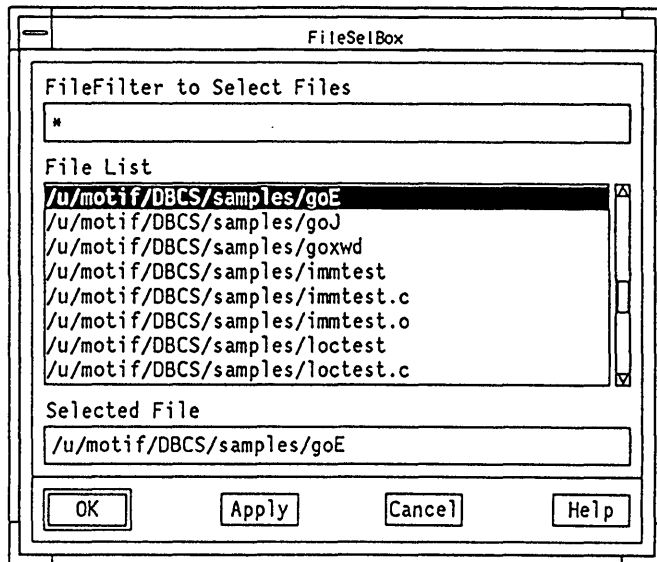 FileSelBox
FileFilter to Select Files
*
File List
/u/motif/DBCS/samples/goE
/u/motif/DBCS/samples/goJ
/u/motif/DBCS/samples/goxwd
/u/motif/DBCS/samples/immtest
/u/motif/DBCS/samples/immtest.c
/u/motif/DBCS/samples/immtest.o
/u/motif/DBCS/samples/loctest
/u/motif/DBCS/samples/loctest.c
Selected File
/u/motif/DBCS/samples/goE
OK Apply Cancel Help